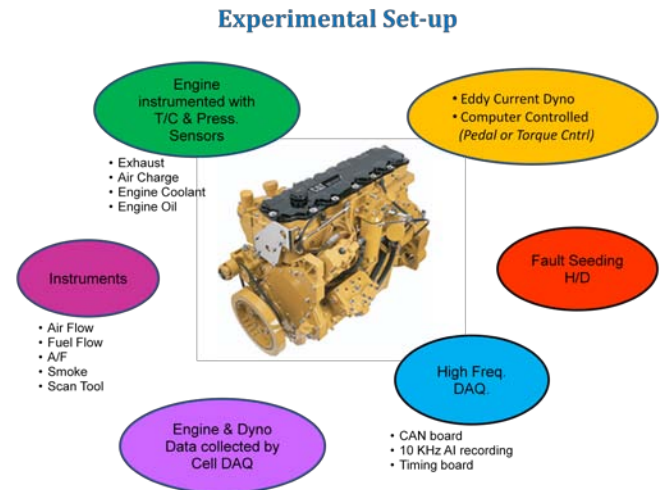 Experimental Set-up
Engine
instrumented with
T/C & Press.
Sensors
• Exhaust
• Air Charge
• Engine Coolant
• Engine Oil
• Eddy Current Dyno
• Computer Controlled
(Pedal or Torque Cntrl)
CAT
Instruments
• Air Flow
• Fuel Flow
• A/F
• Smoke
• Scan Tool
Fault Seeding
H/D
High Freq.
DAQ.
• CAN board
• 10 KHz AI recording
• Timing board
Engine & Dyno
Data collected by
Cell DAQ